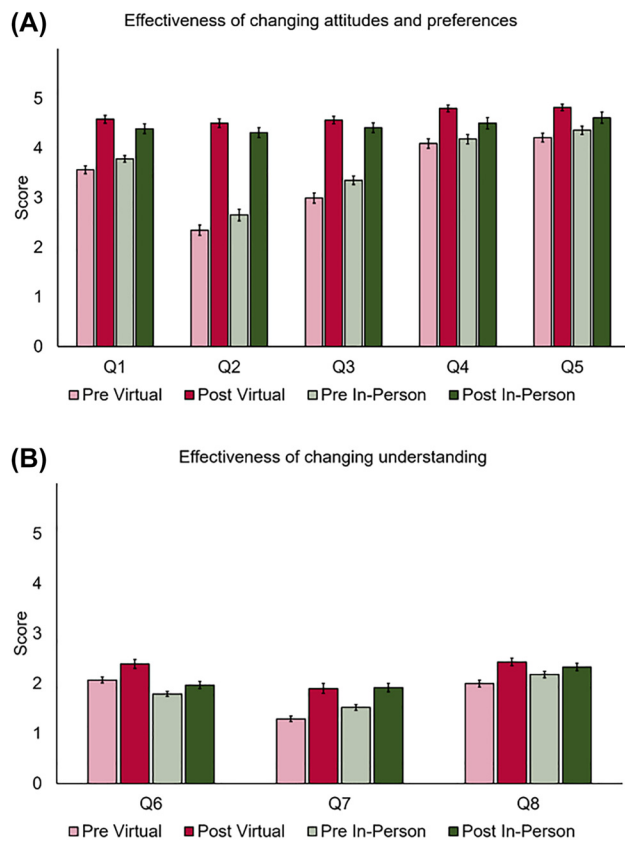 (A) Effectiveness of changing attitudes and preferences
5
4
3
2
1
0
Score
Q1 Q2 Q3 Q4 Q5
Pre Virtual Post Virtual Pre In-Person Post In-Person
(B) Effectiveness of changing understanding
5
4
3
2
1
0
Score
Q6 Q7 Q8
Pre Virtual Post Virtual Pre In-Person Post In-Person